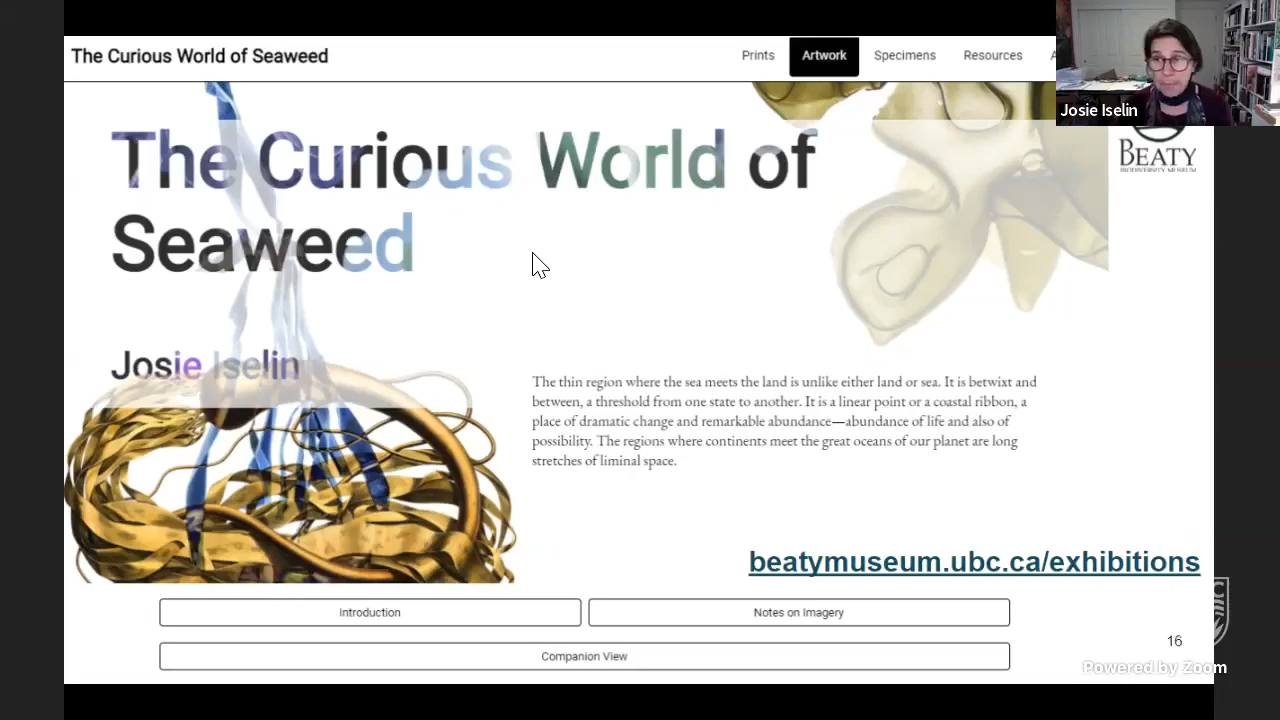 The Curious World of Seaweed
Prints
Artwork
Specimens
Resources
A
Josie Iselin
BEATY
BIODIVERSITY MUSEUM
The Curious World of
Seaweed
Josie Iselin
The thin region where the sea meets the land is unlike either land or sea. It is betwixt and
between, a threshold from one state to another. It is a linear point or a coastal ribbon, a
place of dramatic change and remarkable abundance—abundance of life and also of
possibility. The regions where continents meet the great oceans of our planet are long
stretches of liminal space.
beatymuseum.ubc.ca/exhibitions
Introduction
Notes on Imagery
Companion View
UBC
16
Powered by Zoom